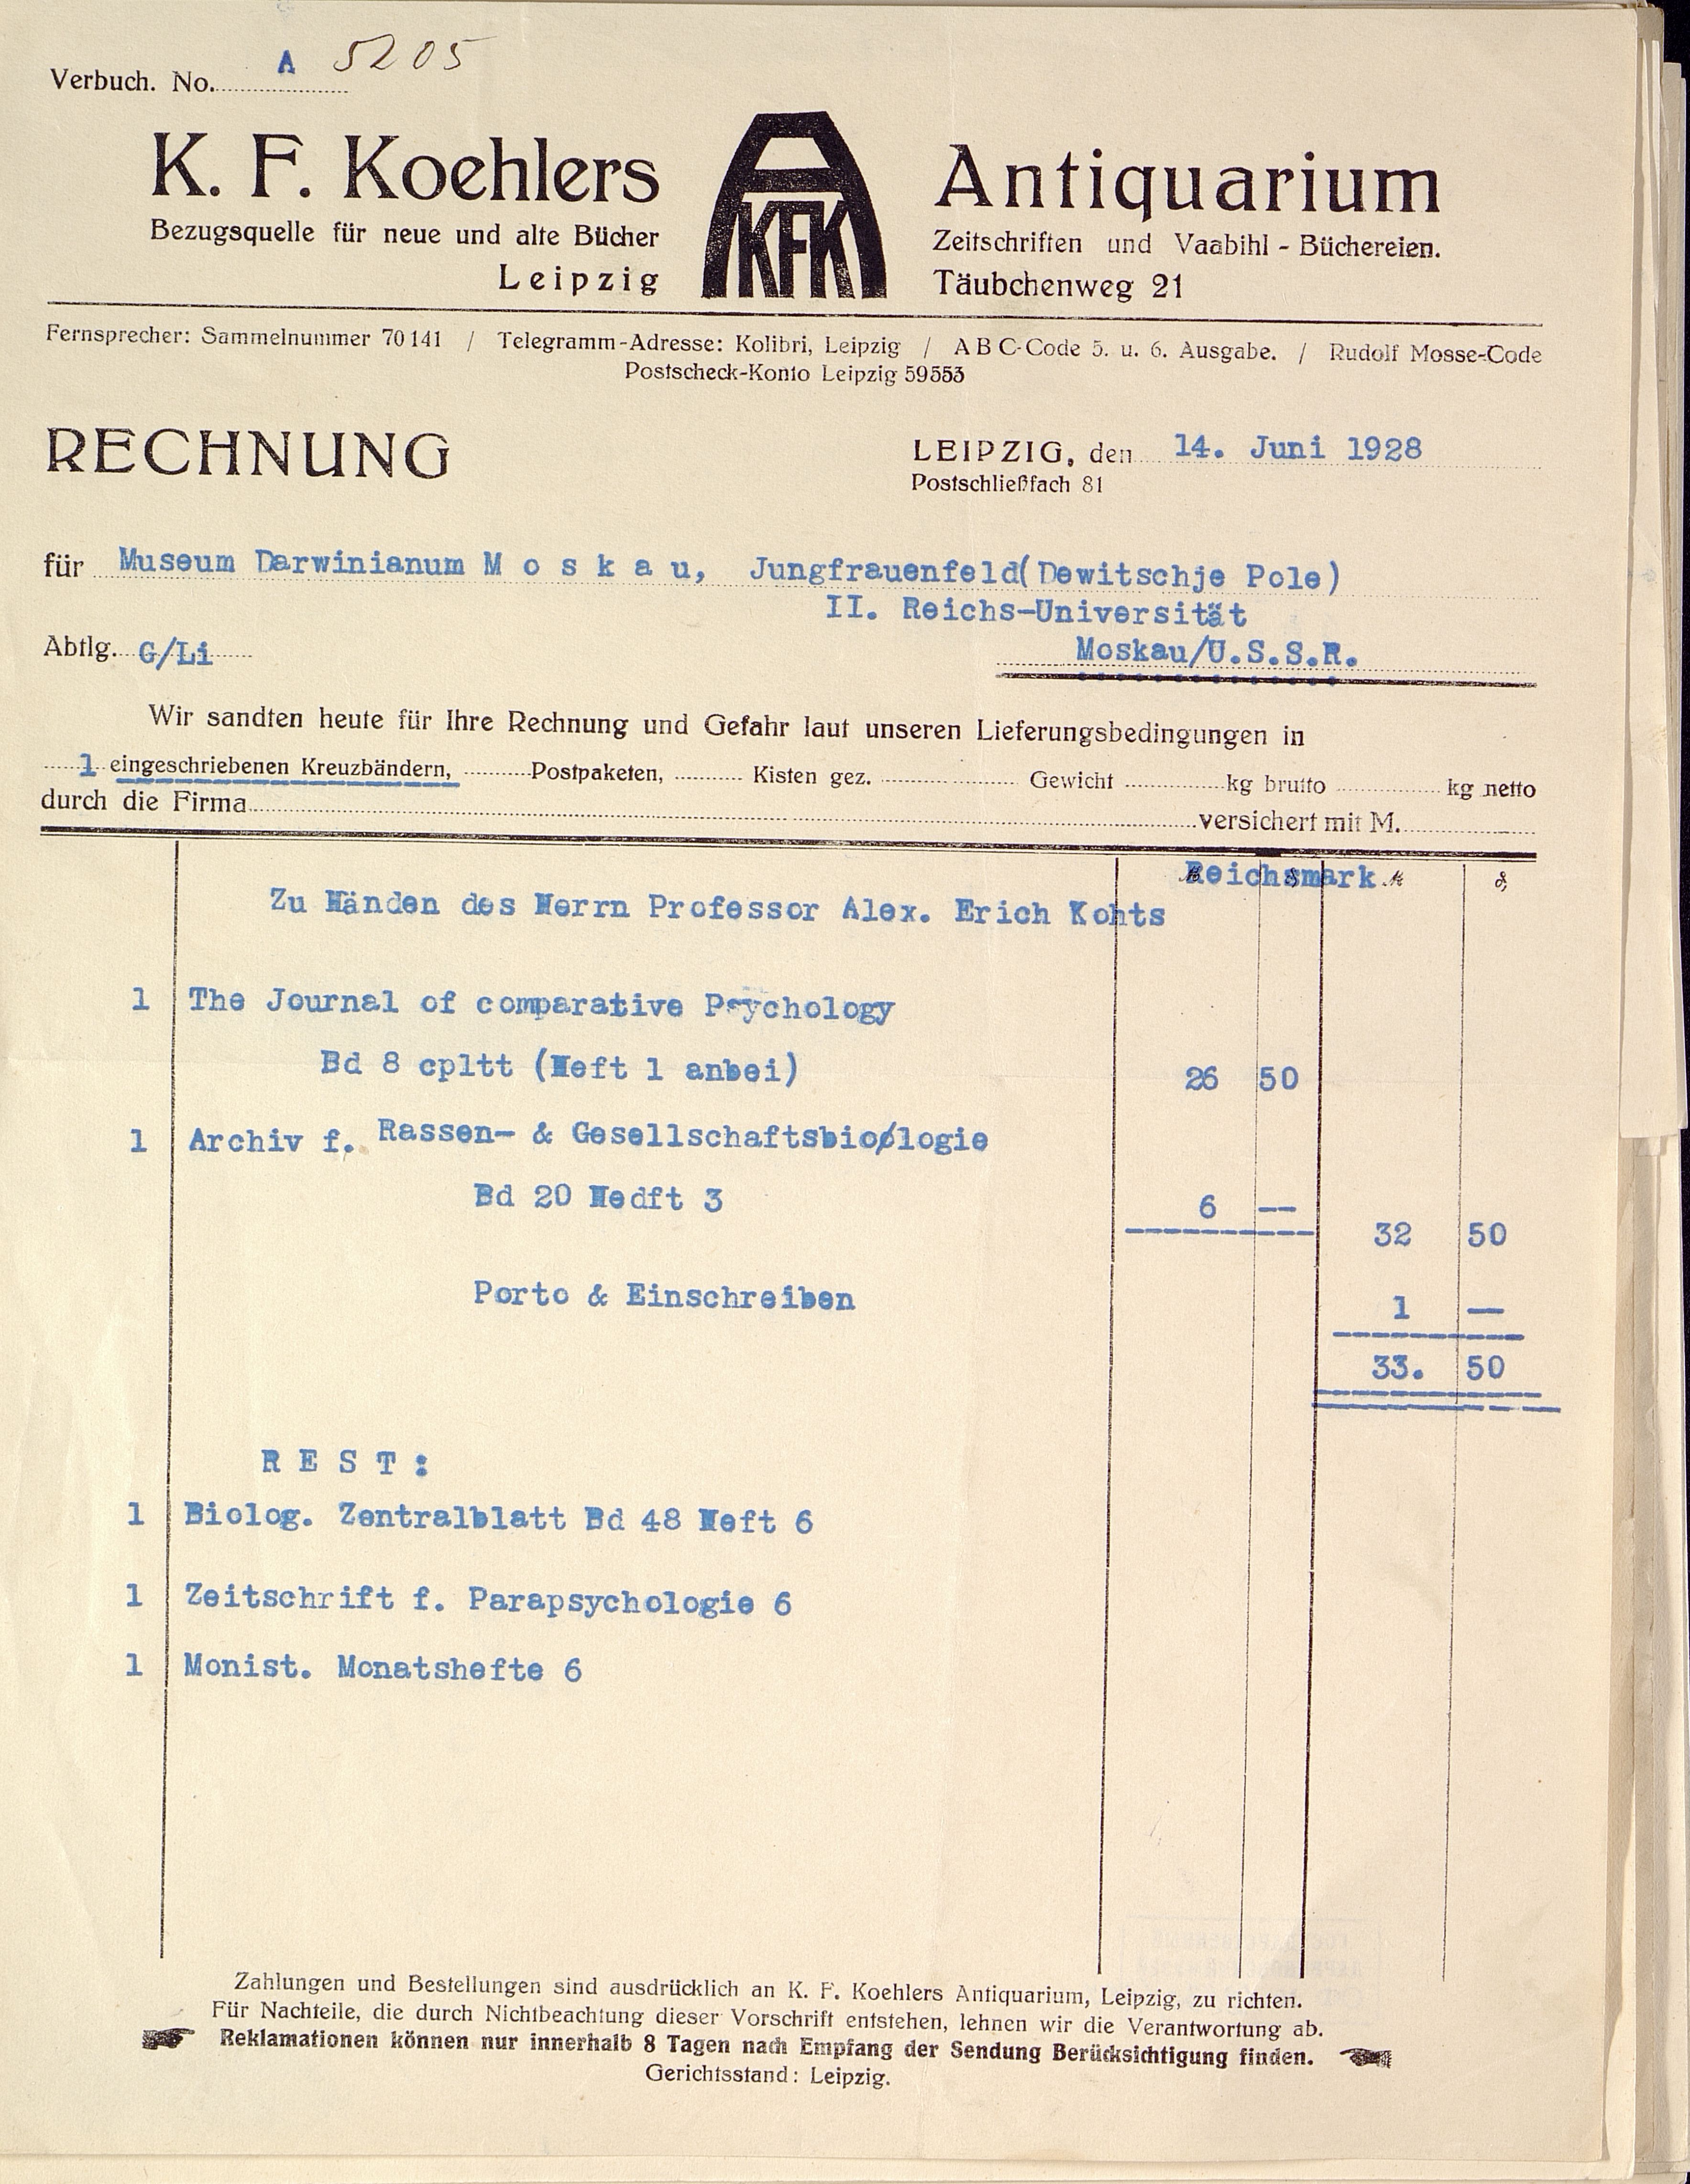 Verbuch. No. A 5205
K. F. Koehlers Antiquarium
Bezugsquelle für neue und alte Bücher
Zeitschriften und Vaabihl - Büchereien.
Leipzig
Täubchenweg 21
KFK
Fernsprecher: Sammelnummer 70141 / Telegramm-Adresse: Kolibri, Leipzig / A B C-Code 5. u. 6. Ausgabe. / Rudolf Mosse-Code
Postscheck-Konto Leipzig 59553
RECHNUNG
LEIPZIG, den 14. Juni 1928
Postschließfach 81
für Museum Darwinianum M o s k a u, Jungfrauenfeld(Dewitschje Pole)
II. Reichs-Universität
Abtlg. G/Li
Moskau/U.S.S.R.
Wir sandten heute für Ihre Rechnung und Gefahr laut unseren Lieferungsbedingungen in
1 eingeschriebenen Kreuzbändern, Postpaketen, Kisten gez. Gewicht kg brutto kg netto
durch die Firma versichert mit M.
Reichsmark
Zu Händen des Herrn Professor Alex. Erich Kohts
1 The Journal of comparative Psychology
Bd 8 cpltt (Heft 1 anbei) 26 50
1 Archiv f. Rassen- & Gesellschaftsbioologie
Bd 20 Hedft 3 6 --
32 50
Porto & Einschreiben 1 —
33. 50
R E S T :
1 Biolog. Zentralblatt Bd 48 Heft 6
1 Zeitschrift f. Parapsychologie 6
1 Monist. Monatshefte 6
Zahlungen und Bestellungen sind ausdrücklich an K. F. Koehlers Antiquarium, Leipzig, zu richten.
Für Nachteile, die durch Nichtbeachtung dieser Vorschrift entstehen, lehnen wir die Verantwortung ab.
Reklamationen können nur innerhalb 8 Tagen nach Empfang der Sendung Berücksichtigung finden.
Gerichtsstand: Leipzig.